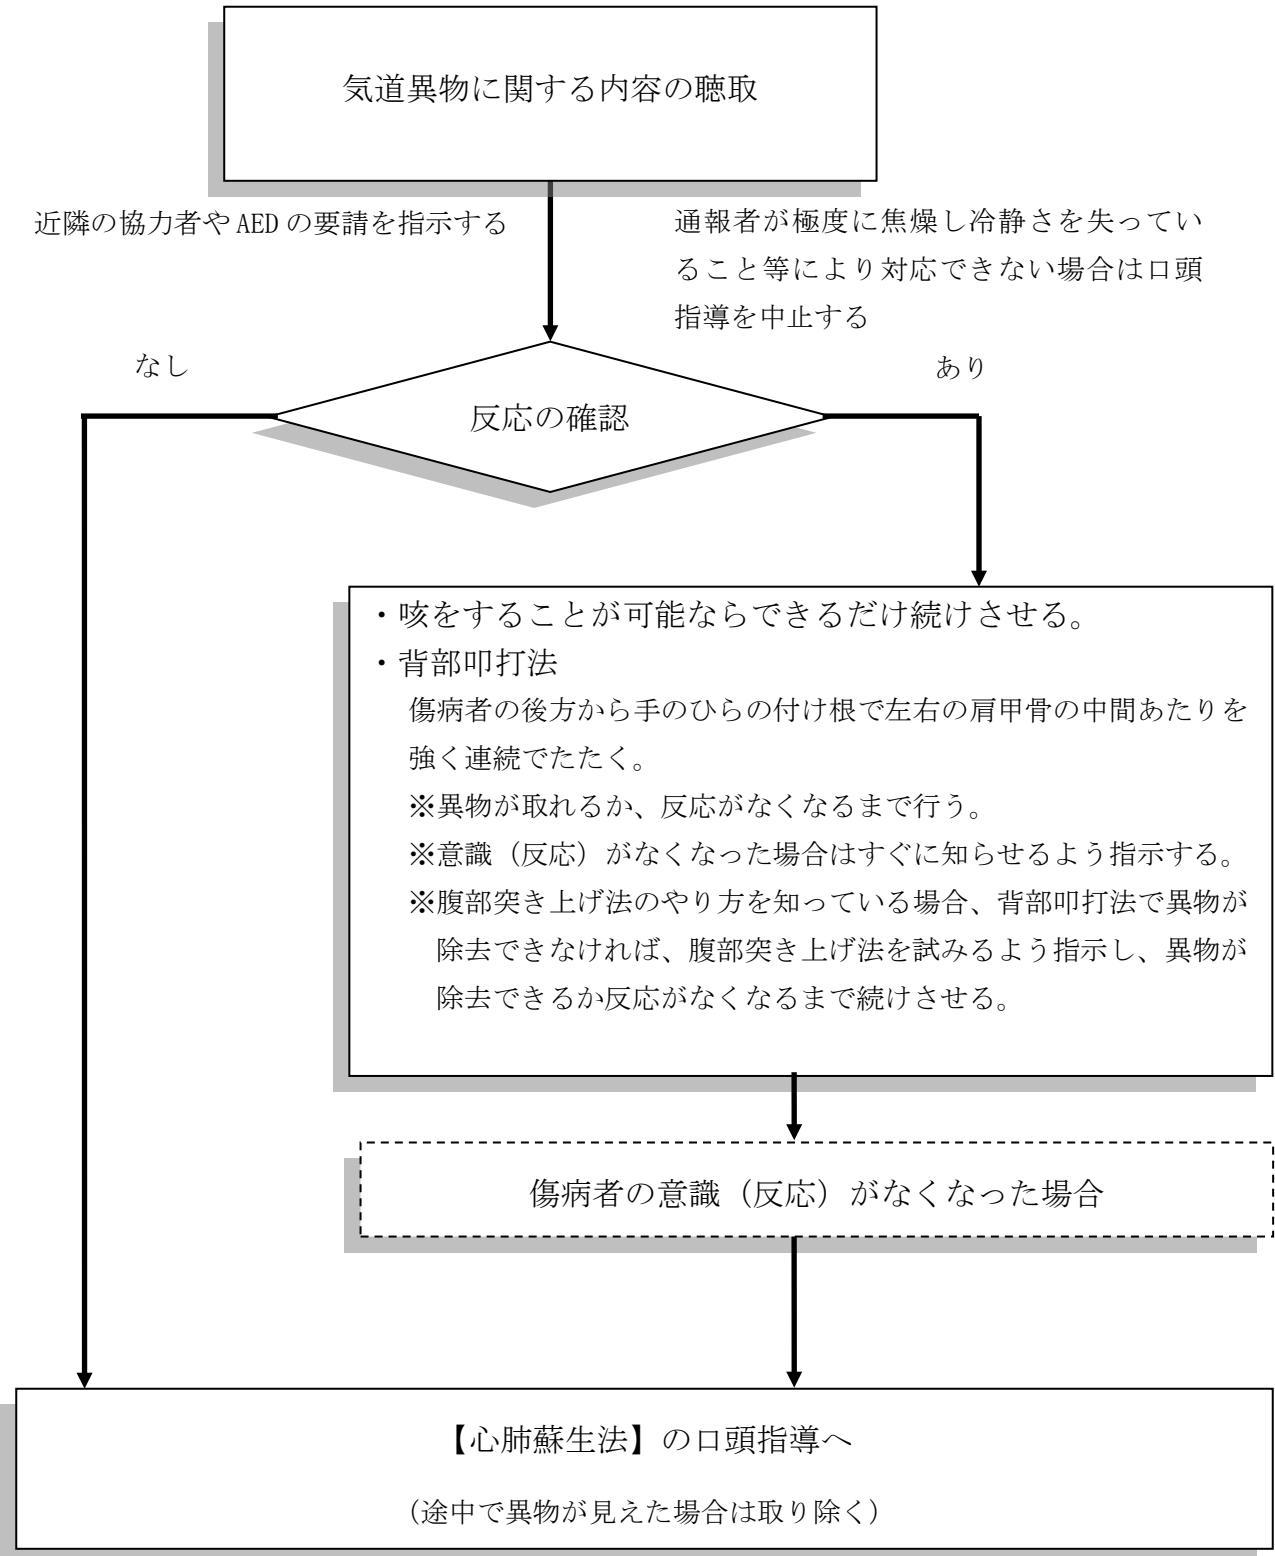 気道異物に関する内容の聴取
近隣の協力者や AED の要請を指示する
通報者が極度に焦燥し冷静さを失ってい
ること等により対応できない場合は口頭
指導を中止する
なし
あり
反応の確認
・咳をすることが可能ならできるだけ続けさせる。
・背部叩打法
傷病者の後方から手のひらの付け根で左右の肩甲骨の中間あたりを
強く連続でたたく。
※異物が取れるか、反応がなくなるまで行う。
※意識（反応）がなくなった場合はすぐに知らせるよう指示する。
※腹部突き上げ法のやり方を知っている場合、背部叩打法で異物が
除去できなければ、腹部突き上げ法を試みるよう指示し、異物が
除去できるか反応がなくなるまで続けさせる。
傷病者の意識（反応）がなくなった場合
【心肺蘇生法】の口頭指導へ
（途中で異物が見えた場合は取り除く）